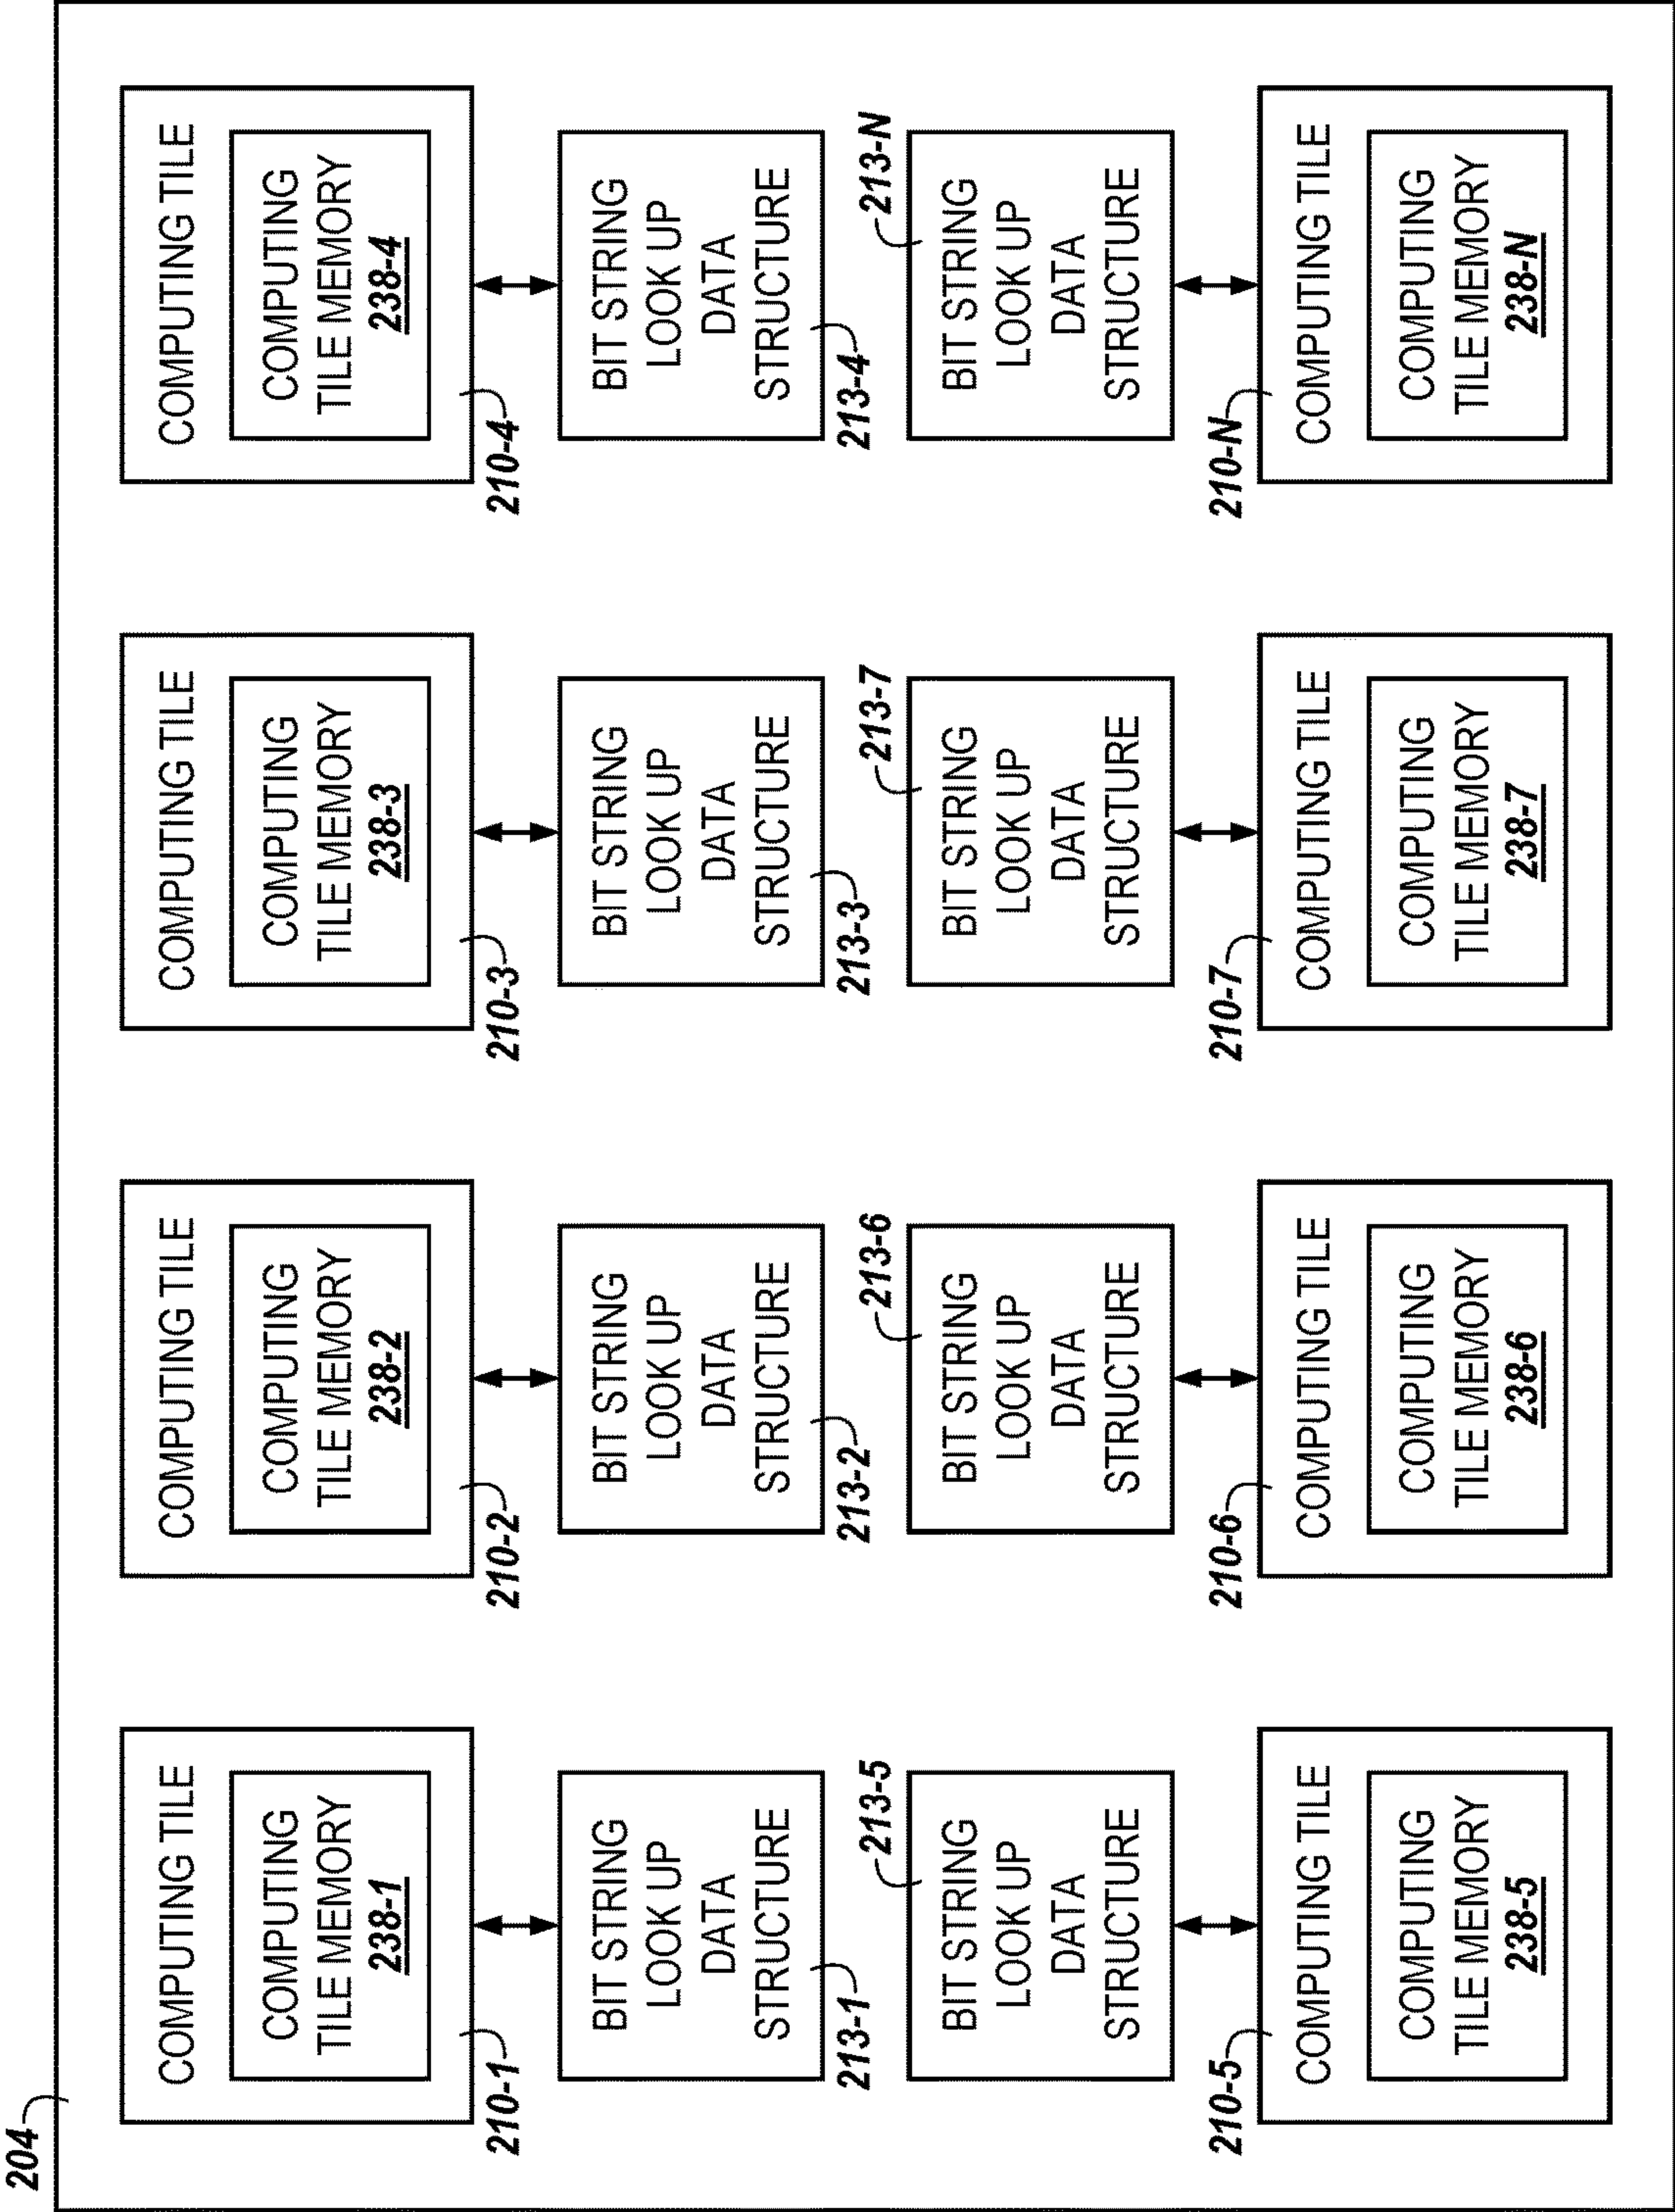 204
COMPUTING TILE
COMPUTING
TILE MEMORY
238-1
210-1
BIT STRING
LOOK UP
DATA
STRUCTURE
213-1
COMPUTING TILE
COMPUTING
TILE MEMORY
238-2
210-2
BIT STRING
LOOK UP
DATA
STRUCTURE
213-2
COMPUTING TILE
COMPUTING
TILE MEMORY
238-3
210-3
BIT STRING
LOOK UP
DATA
STRUCTURE
213-3
COMPUTING TILE
COMPUTING
TILE MEMORY
238-4
210-4
BIT STRING
LOOK UP
DATA
STRUCTURE
213-4
213-5
BIT STRING
LOOK UP
DATA
STRUCTURE
210-5
COMPUTING TILE
COMPUTING
TILE MEMORY
238-5
213-6
BIT STRING
LOOK UP
DATA
STRUCTURE
210-6
COMPUTING TILE
COMPUTING
TILE MEMORY
238-6
213-7
BIT STRING
LOOK UP
DATA
STRUCTURE
210-7
COMPUTING TILE
COMPUTING
TILE MEMORY
238-7
213-N
BIT STRING
LOOK UP
DATA
STRUCTURE
210-N
COMPUTING TILE
COMPUTING
TILE MEMORY
238-N